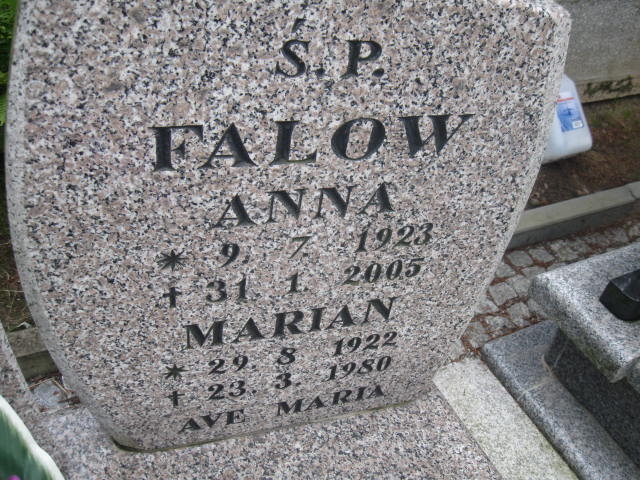 Ś.P.
FALOW
ANNA
* 9. 7. 1923
† 31. 1. 2005
MARIAN
* 29. 8. 1922
† 23. 3. 1980
AVE MARIA